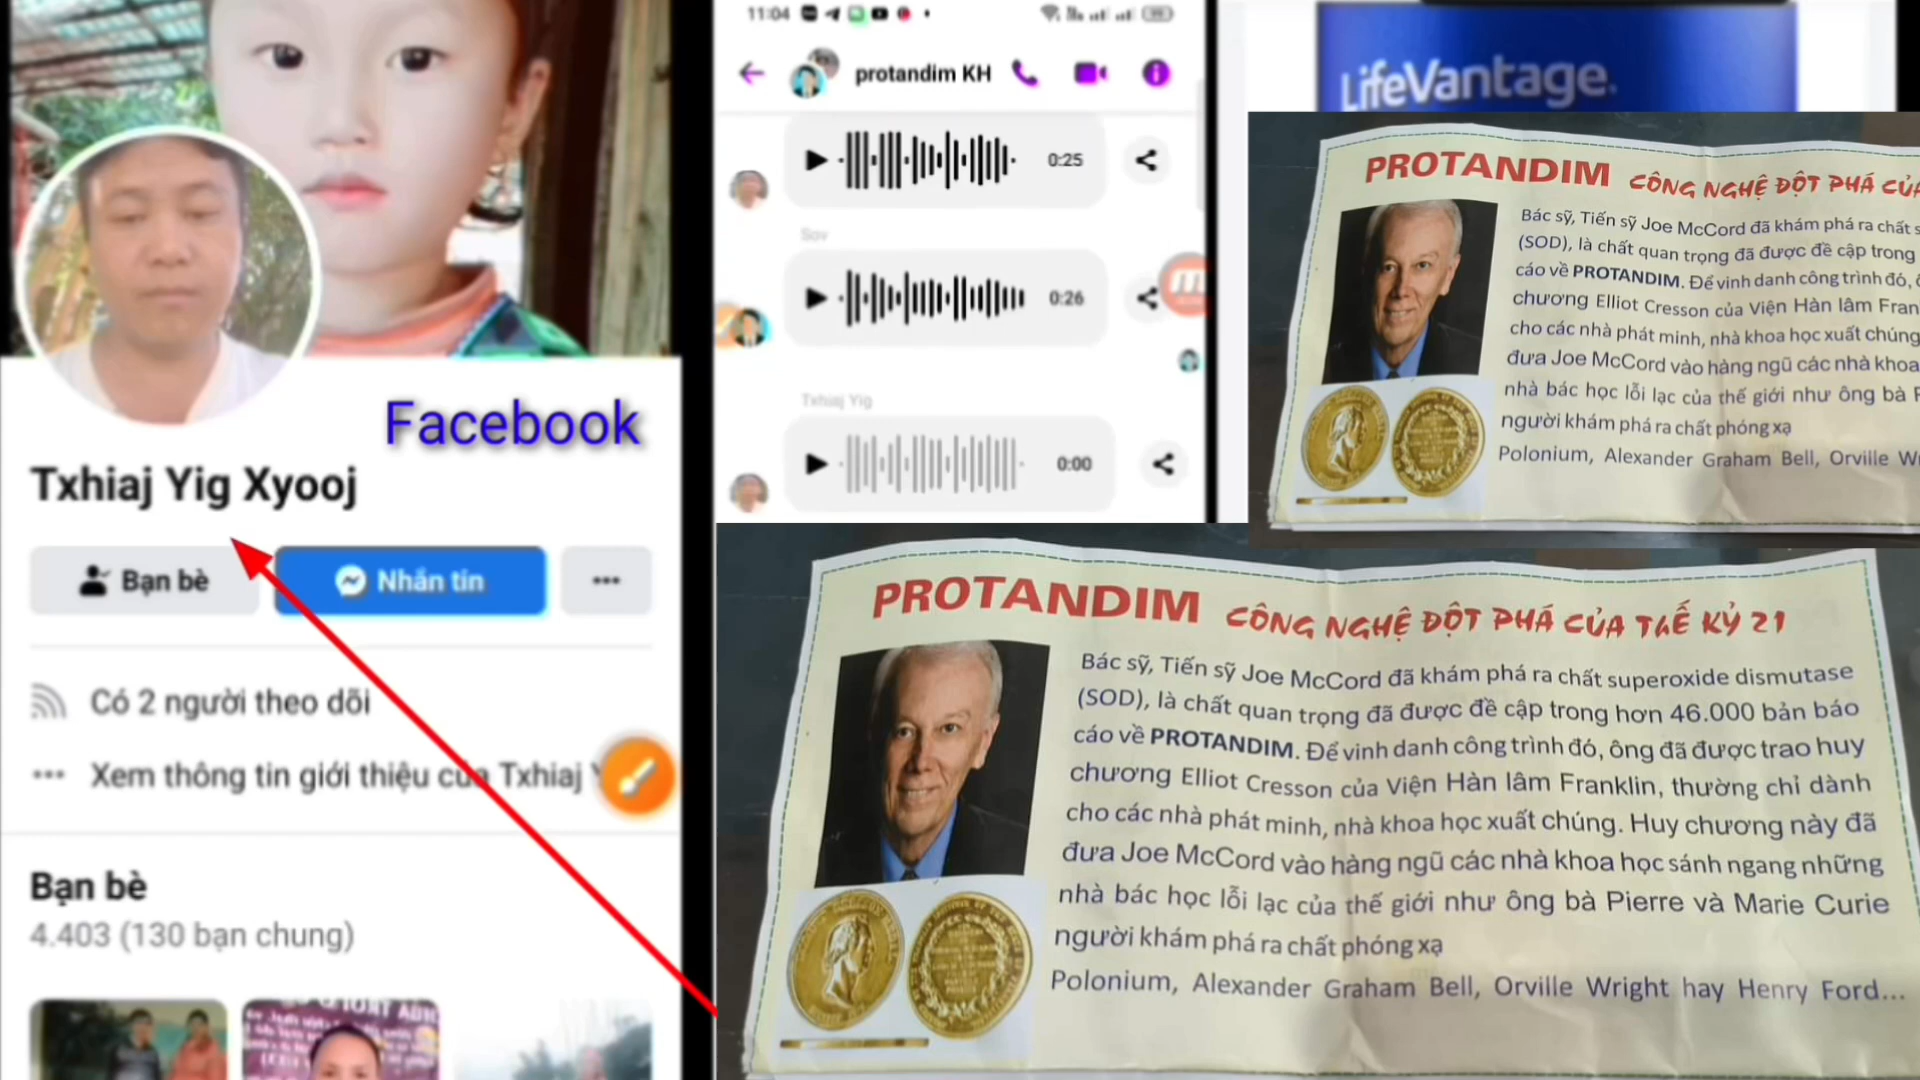 Facebook
Txhiaj Yig Xyooj
Bạn bè
Nhắn tin
Có 2 người theo dõi
Xem thông tin giới thiệu của Txhiaj
Bạn bè
4.403 (130 bạn chung)
11:04
protandim KH
0:25
Sov
0:26
Txhiaj Yig
0:00
LifeVantage
PROTANDIM CÔNG NGHỆ ĐỘT PHÁ CỦA
Bác sỹ, Tiến sỹ Joe McCord đã khám phá ra chất s
(SOD), là chất quan trọng đã được đề cập trong
cáo về PROTANDIM. Để vinh danh công trình đó, ô
chương Elliot Cresson của Viện Hàn lâm Fran
cho các nhà phát minh, nhà khoa học xuất chúng
đưa Joe McCord vào hàng ngũ các nhà khoa
nhà bác học lỗi lạc của thế giới như ông bà P
người khám phá ra chất phóng xạ
Polonium, Alexander Graham Bell, Orville W
PROTANDIM CÔNG NGHỆ ĐỘT PHÁ CỦA THẾ KỶ 21
Bác sỹ, Tiến sỹ Joe McCord đã khám phá ra chất superoxide dismutase
(SOD), là chất quan trọng đã được đề cập trong hơn 46.000 bản báo
cáo về PROTANDIM. Để vinh danh công trình đó, ông đã được trao huy
chương Elliot Cresson của Viện Hàn lâm Franklin, thường chỉ dành
cho các nhà phát minh, nhà khoa học xuất chúng. Huy chương này đã
đưa Joe McCord vào hàng ngũ các nhà khoa học sánh ngang những
nhà bác học lỗi lạc của thế giới như ông bà Pierre và Marie Curie
người khám phá ra chất phóng xạ
Polonium, Alexander Graham Bell, Orville Wright hay Henry Ford...